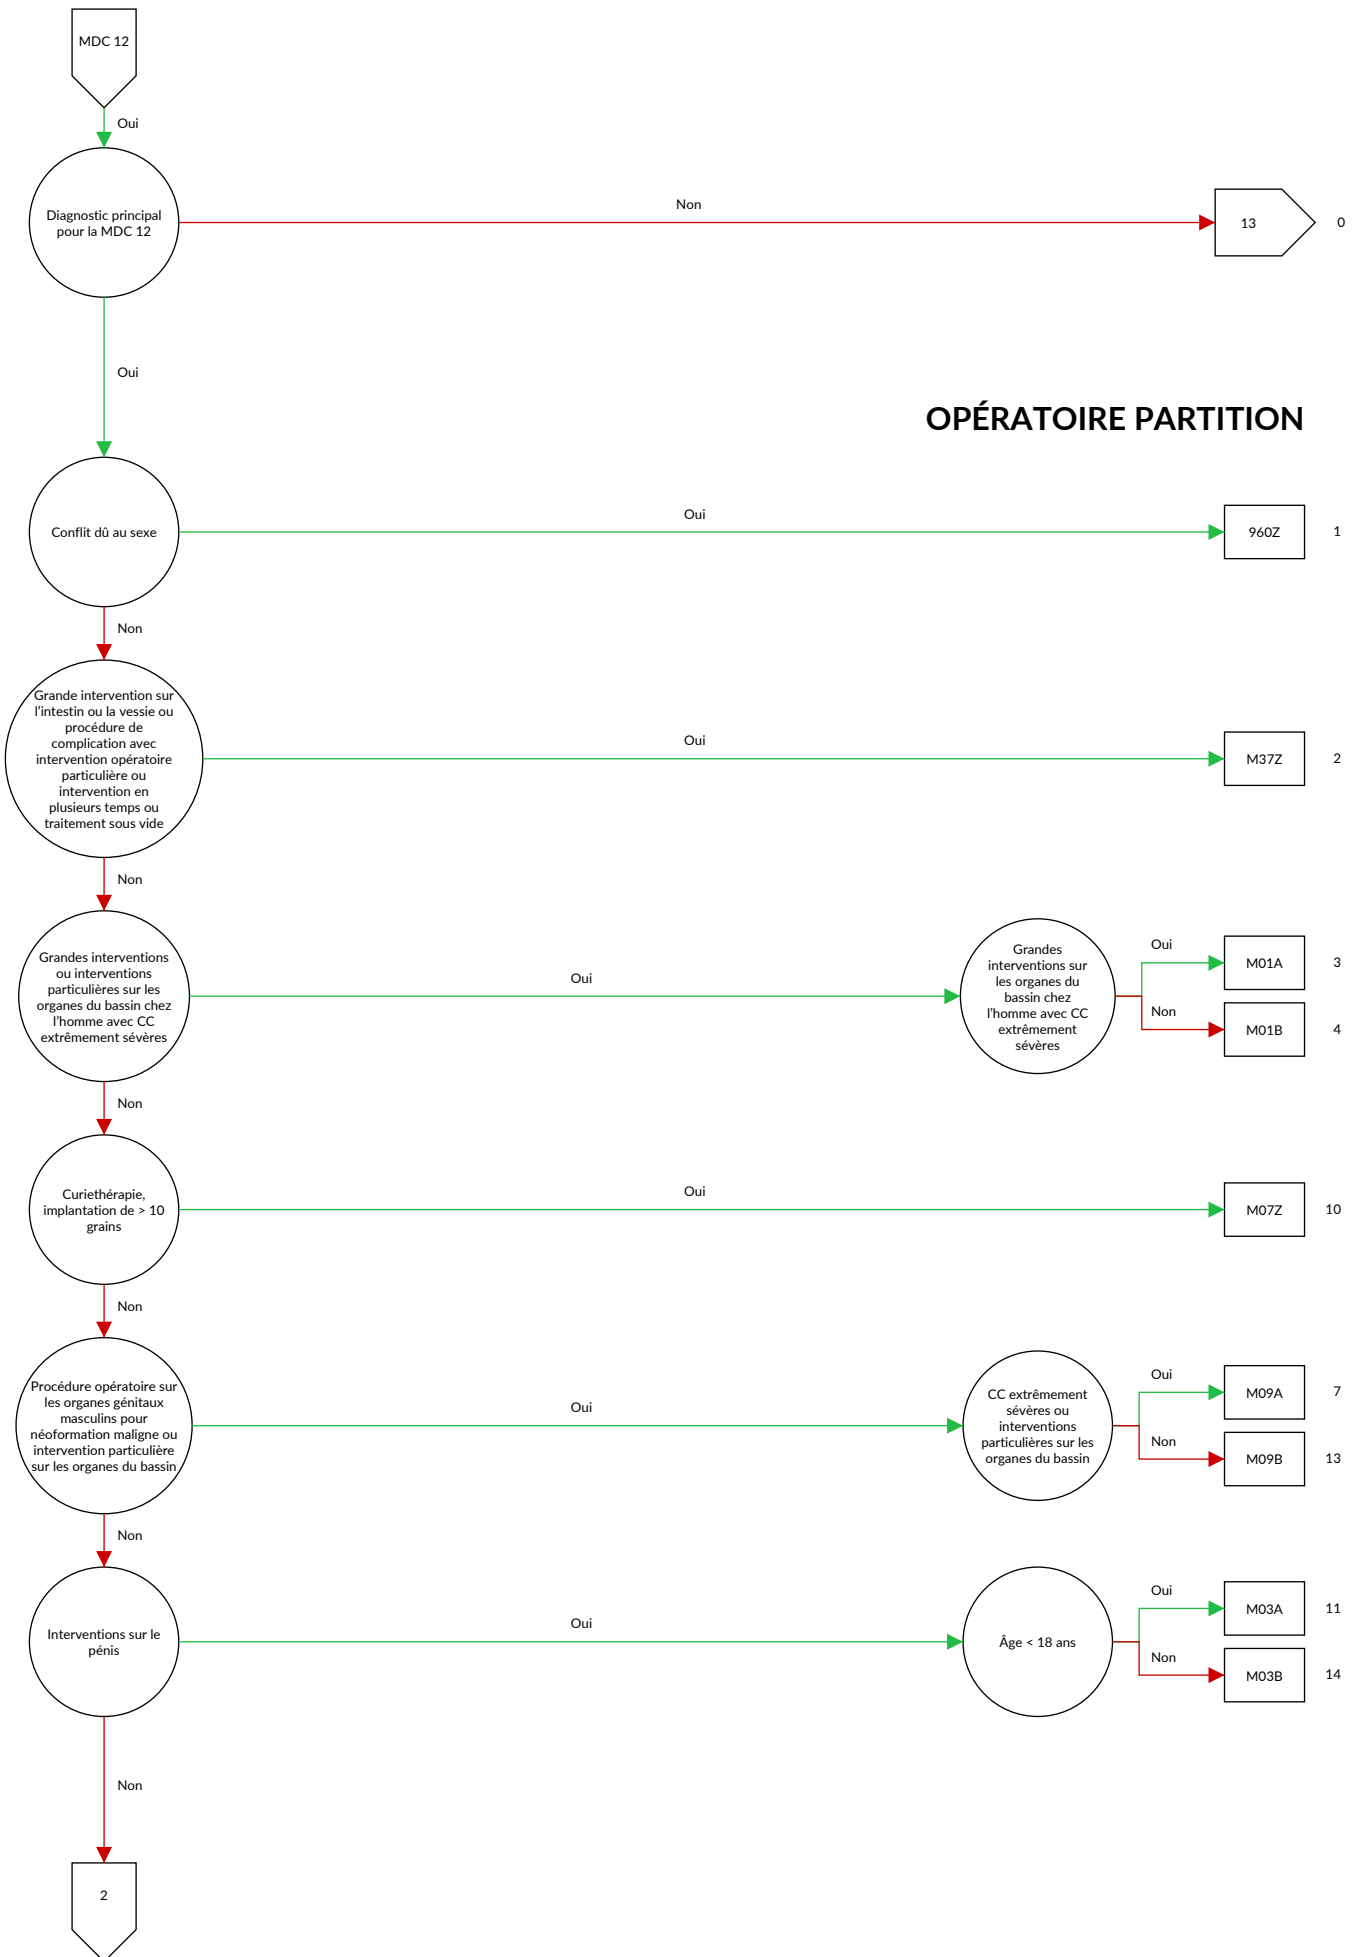 MDC 12
Oui
Diagnostic principal
pour la MDC 12
Non
13
0
Oui
OPÉRATOIRE PARTITION
Conflit dû au sexe
Oui
960Z
1
Non
Grande intervention sur
l'intestin ou la vessie ou
procédure de
complication avec
intervention opératoire
particulière ou
intervention en
plusieurs temps ou
traitement sous vide
Oui
M37Z
2
Non
Grandes interventions
ou interventions
particulières sur les
organes du bassin chez
l'homme avec CC
extrêmement sévères
Oui
Grandes
interventions sur
les organes du
bassin chez
l'homme avec CC
extrêmement
sévères
Oui
M01A
3
Non
M01B
4
Non
Curiethérapie,
implantation de > 10
grains
Oui
M07Z
10
Non
Procédure opératoire sur
les organes génitaux
masculins pour
néoformation maligne ou
intervention particulière
sur les organes du bassin
Oui
CC extrêmement
sévères ou
interventions
particulières sur les
organes du bassin
Oui
M09A
7
Non
M09B
13
Non
Interventions sur le
pénis
Oui
Âge < 18 ans
Oui
M03A
11
Non
M03B
14
Non
2